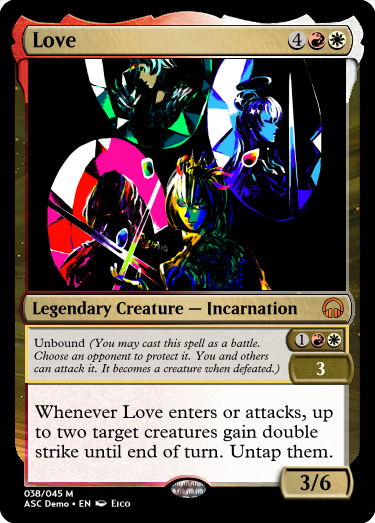 Love 4
Legendary Creature — Incarnation
Unbound (You may cast this spell as a battle. 1
Choose an opponent to protect it. You and others
can attack it. It becomes a creature when defeated.) 3
Whenever Love enters or attacks, up
to two target creatures gain double
strike until end of turn. Untap them.
3/6
038/045 M
ASC Demo • EN Eico